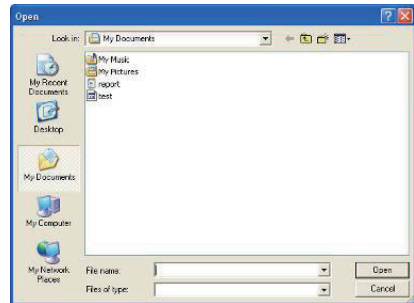 Open
Look in: My Documents
My Recent
Documents
Desktop
My Documents
My Computer
My Network
Places
My Music
My Pictures
report
test
File name:
Open
Files of type:
Cancel